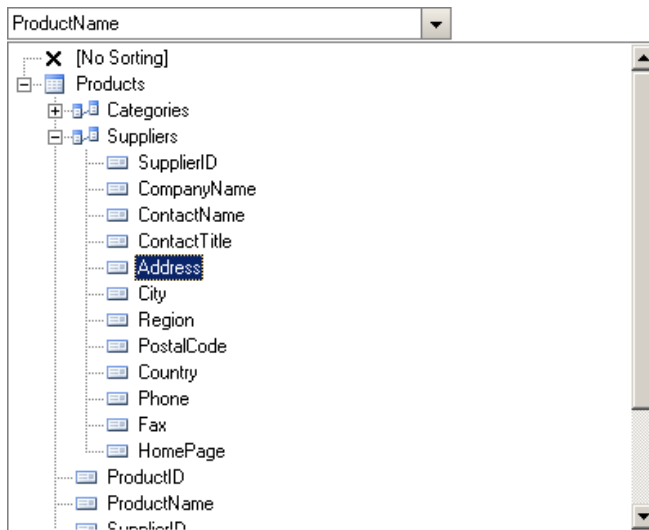 ProductName
[No Sorting]
Products
Categories
Suppliers
SupplierID
CompanyName
ContactName
ContactTitle
Address
City
Region
PostalCode
Country
Phone
Fax
HomePage
ProductID
ProductName
SupplierID